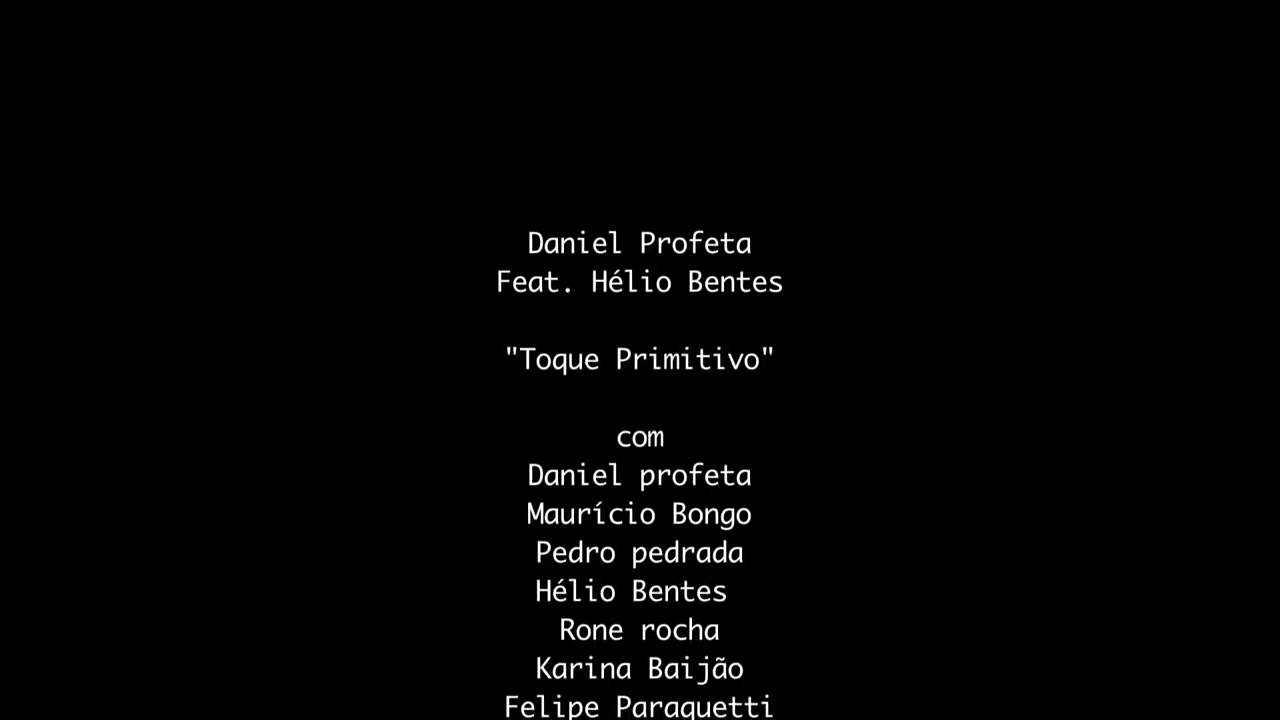 Daniel Profeta
Feat. Hélio Bentes
"Toque Primitivo"
com
Daniel profeta
Maurício Bongo
Pedro pedrada
Hélio Bentes
Rone rocha
Karina Baijão
Felipe Paraguetti